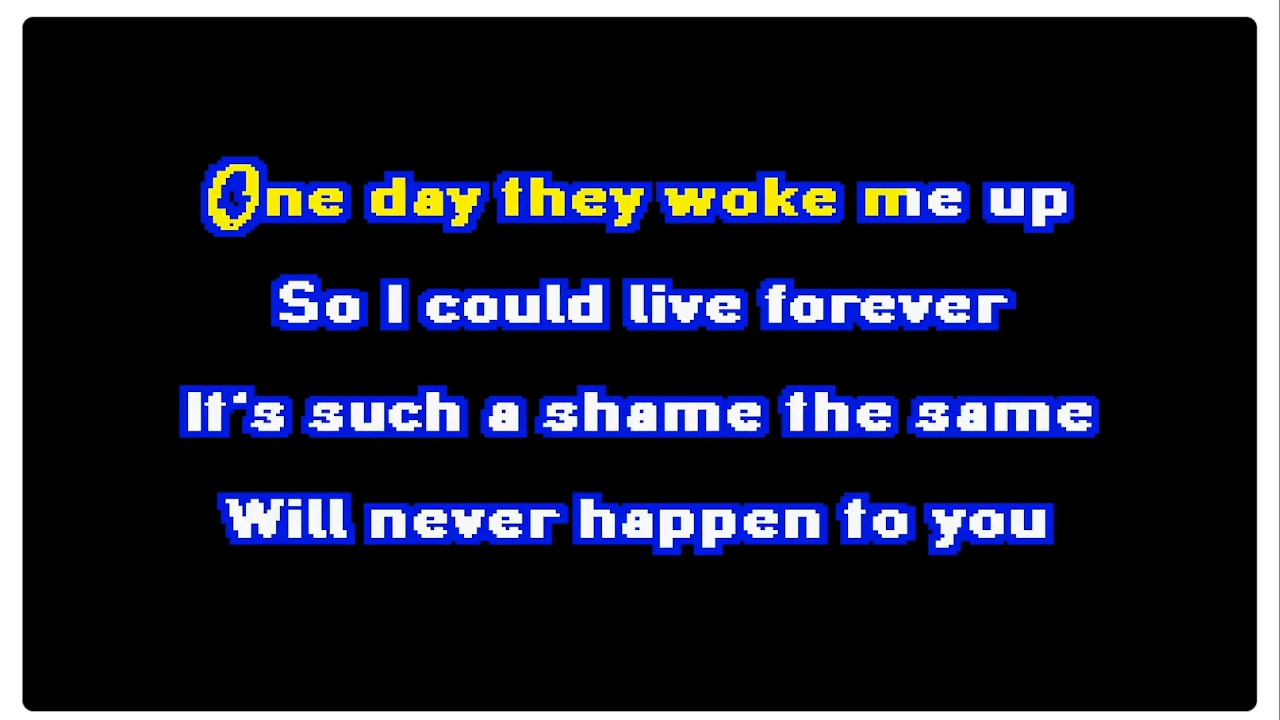 One day they woke me up
So I could live forever
It's such a shame the same
Will never happen to you